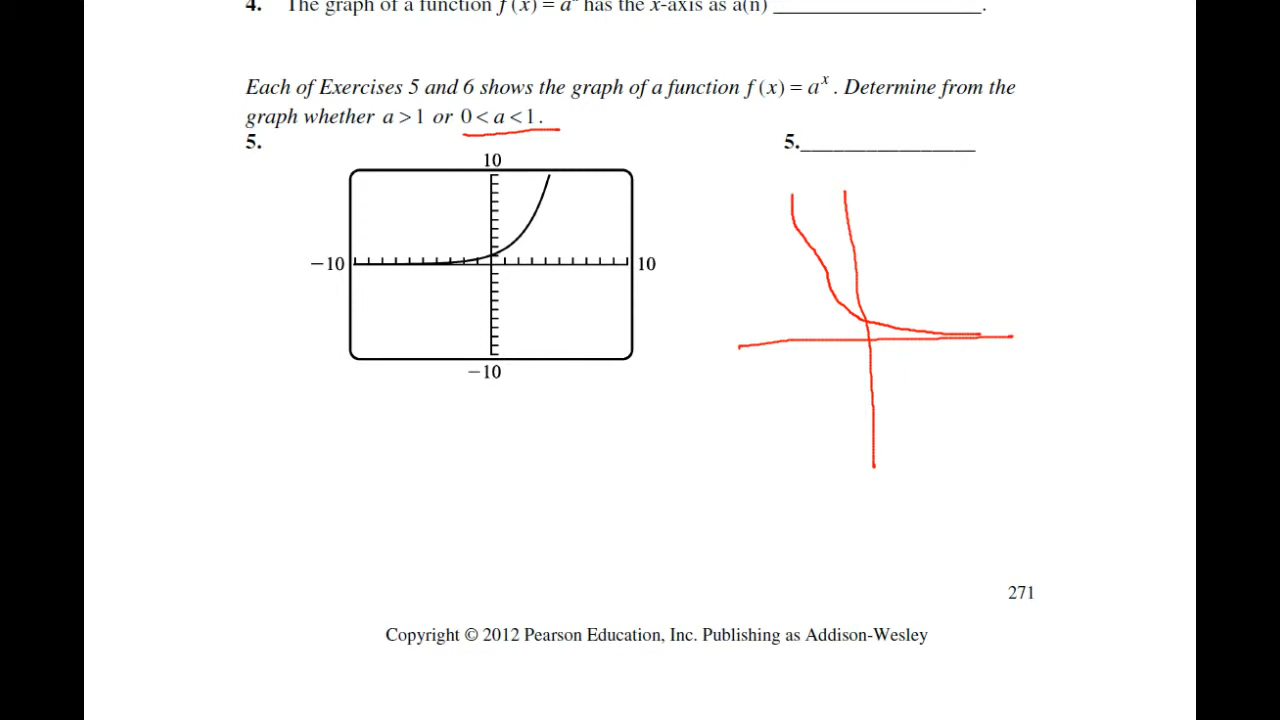 4. The graph of a function f (x) = aˣ has the x-axis as a(n) ____________________.
Each of Exercises 5 and 6 shows the graph of a function f (x) = aˣ . Determine from the
graph whether a > 1 or 0 < a < 1 .
5. 5.________________
10
−10 10
−10
271
Copyright © 2012 Pearson Education, Inc. Publishing as Addison-Wesley